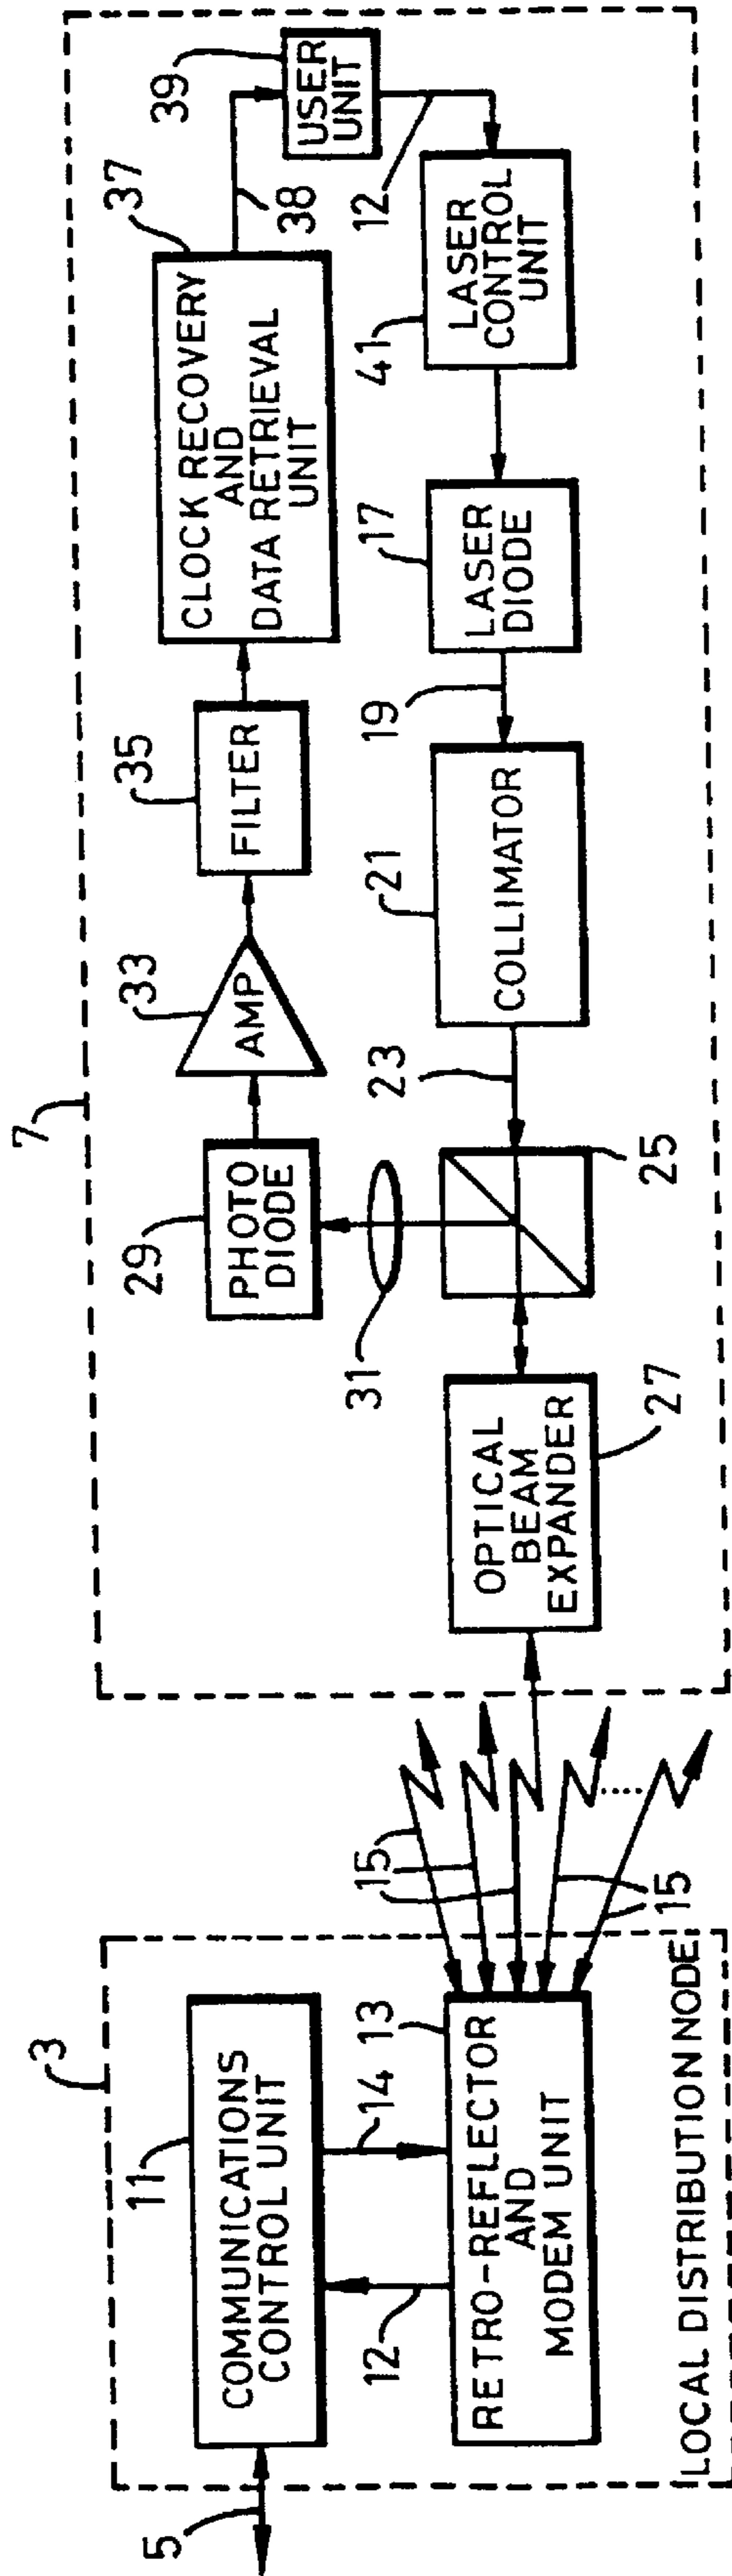 3
7
5
11
COMMUNICATIONS
CONTROL UNIT
12
14
13
RETRO-REFLECTOR
AND
MODEM UNIT
LOCAL DISTRIBUTION NODE
15
15
29
PHOTO
DIODE
31
33
AMP
35
FILTER
37
CLOCK RECOVERY
AND
DATA RETRIEVAL
UNIT
38
39
USER
UNIT
12
OPTICAL
BEAM
EXPANDER
27
25
23
21
COLLIMATOR
19
17
LASER
DIODE
41
LASER
CONTROL
UNIT